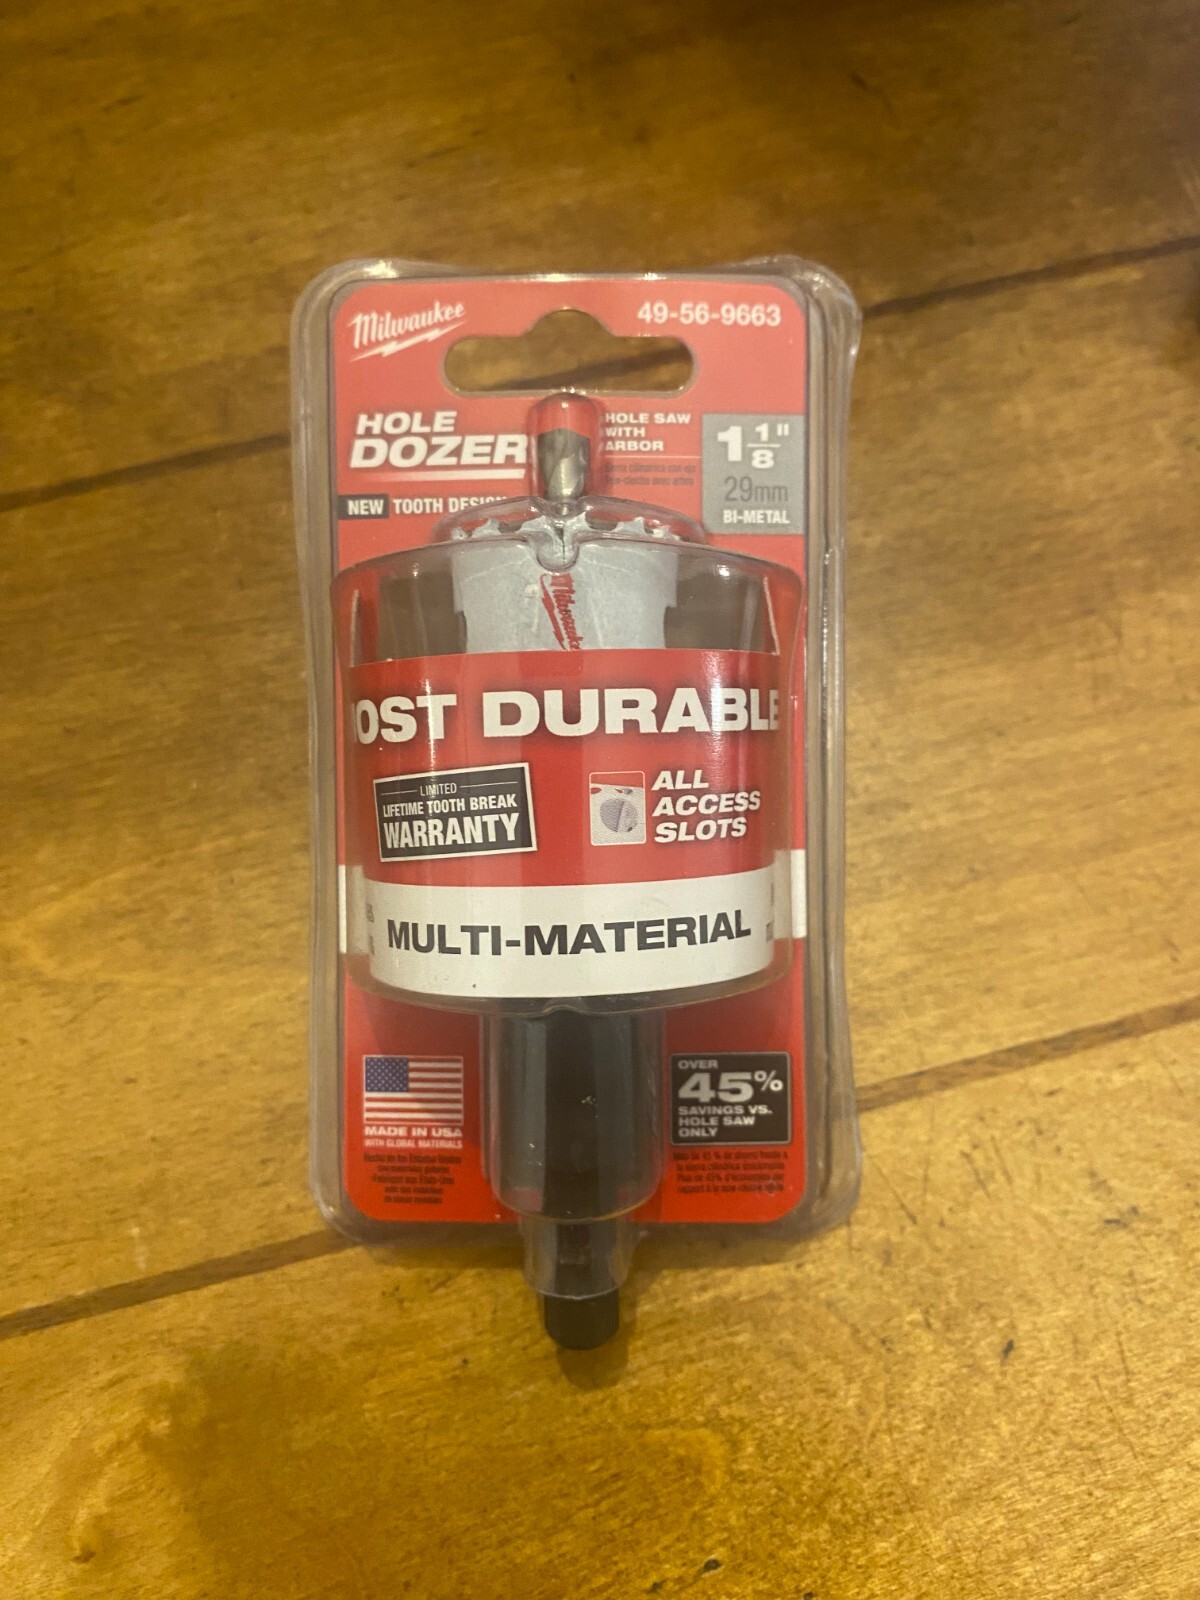 Milwaukee
49-56-9663
HOLE
DOZER
HOLE SAW
WITH
ARBOR
1 1/8"
29mm
BI-METAL
NEW TOOTH DESIGN
Milwaukee
OST DURABLE
LIMITED
LIFETIME TOOTH BREAK
WARRANTY
ALL
ACCESS
SLOTS
MULTI-MATERIAL
MADE IN USA
WITH GLOBAL MATERIALS
OVER
45%
SAVINGS VS.
HOLE SAW
ONLY